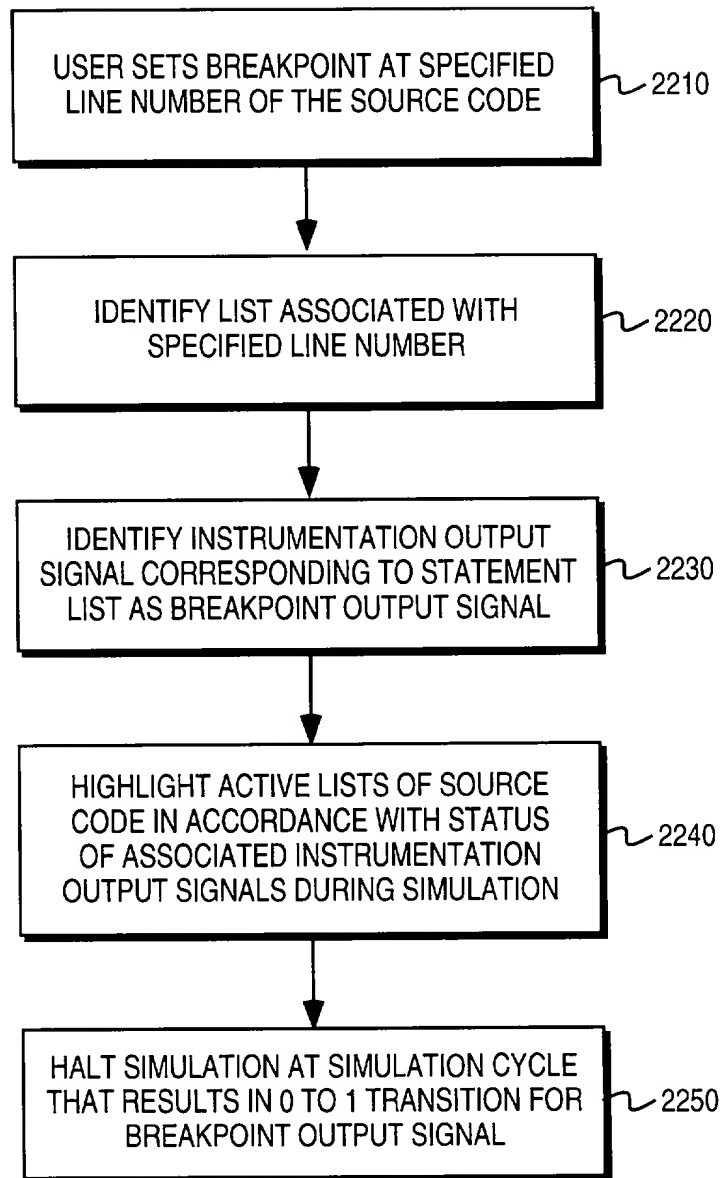 USER SETS BREAKPOINT AT SPECIFIED
LINE NUMBER OF THE SOURCE CODE
2210
IDENTIFY LIST ASSOCIATED WITH
SPECIFIED LINE NUMBER
2220
IDENTIFY INSTRUMENTATION OUTPUT
SIGNAL CORRESPONDING TO STATEMENT
LIST AS BREAKPOINT OUTPUT SIGNAL
2230
HIGHLIGHT ACTIVE LISTS OF SOURCE
CODE IN ACCORDANCE WITH STATUS
OF ASSOCIATED INSTRUMENTATION
OUTPUT SIGNALS DURING SIMULATION
2240
HALT SIMULATION AT SIMULATION CYCLE
THAT RESULTS IN 0 TO 1 TRANSITION FOR
BREAKPOINT OUTPUT SIGNAL
2250